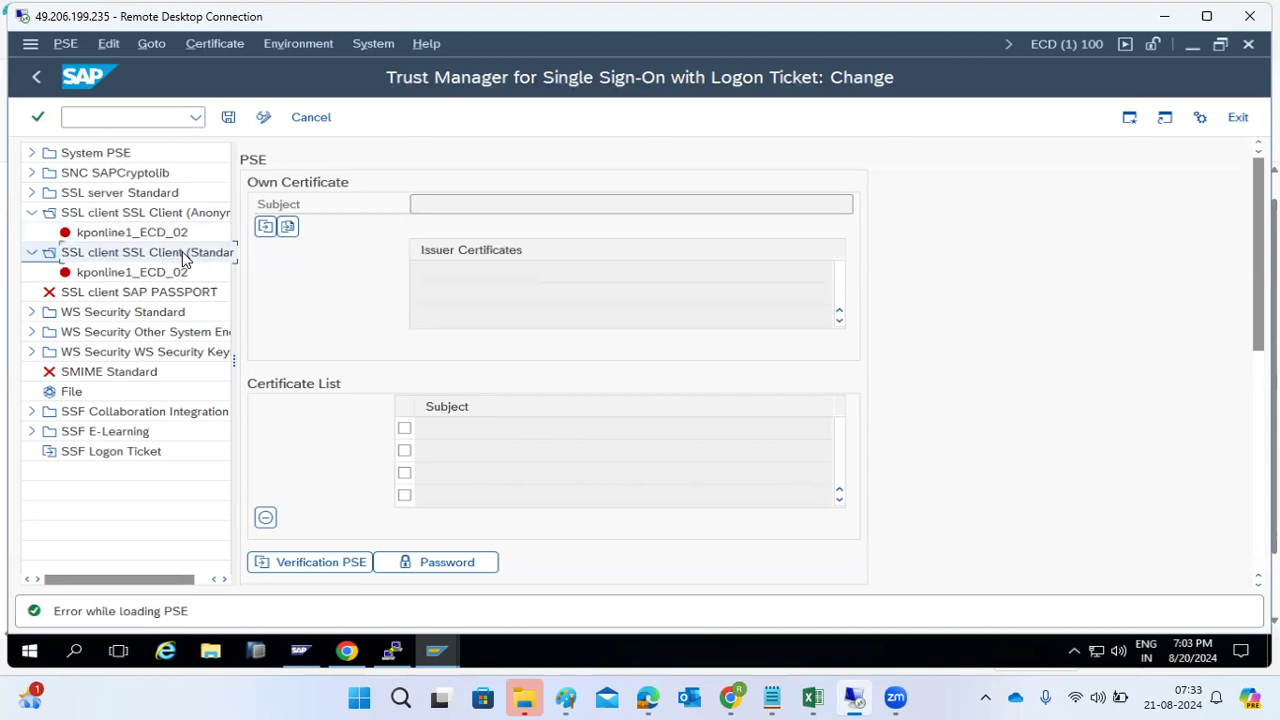 49.206.199.235 - Remote Desktop Connection
PSE Edit Goto Certificate Environment System Help
ECD (1) 100
SAP
Trust Manager for Single Sign-On with Logon Ticket: Change
Cancel
Exit
System PSE
SNC SAPCryptolib
SSL server Standard
SSL client SSL Client (Anonyr
kponline1_ECD_02
SSL client SSL Client (Standar
kponline1_ECD_02
SSL client SAP PASSPORT
WS Security Standard
WS Security Other System Enc
WS Security WS Security Key
SMIME Standard
File
SSF Collaboration Integration
SSF E-Learning
SSF Logon Ticket
PSE
Own Certificate
Subject
Issuer Certificates
Certificate List
Subject
Verification PSE
Password
Error while loading PSE
SAP
ENG
IN
7:03 PM
8/20/2024
1
R
zm
07:33
21-08-2024
PRE